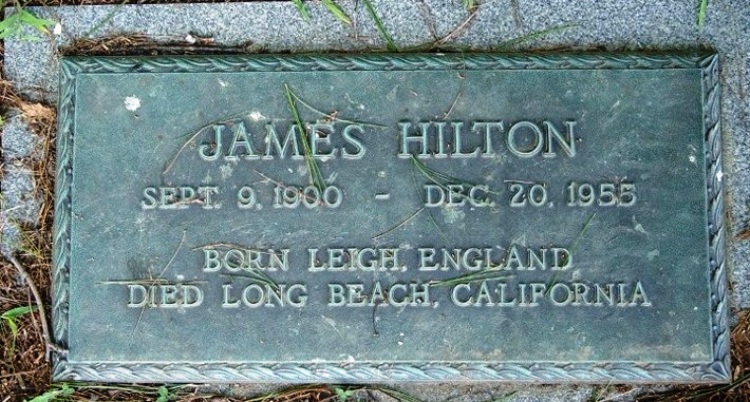 JAMES HILTON
SEPT. 9, 1900 - DEC. 20, 1955
BORN LEIGH, ENGLAND
DIED LONG BEACH, CALIFORNIA